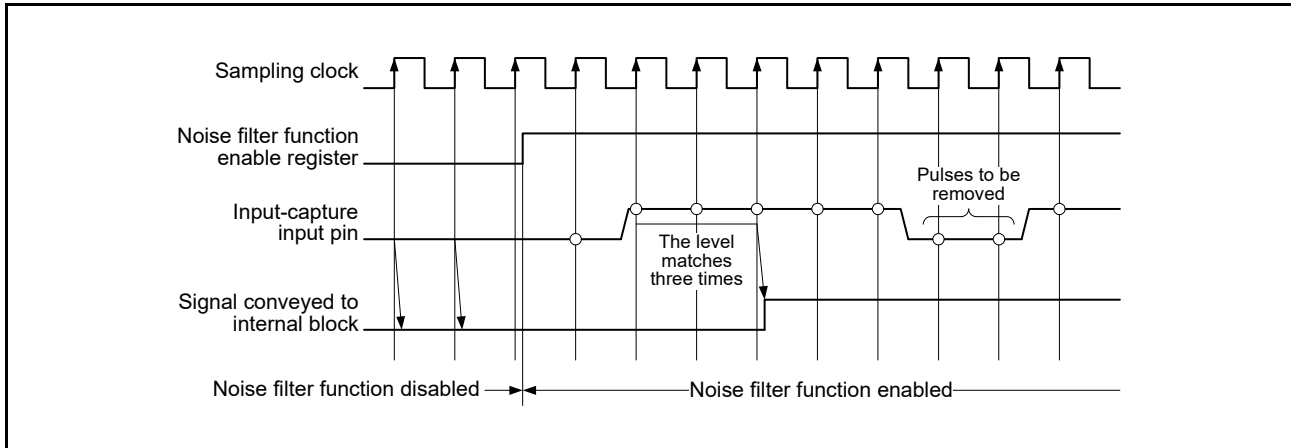 Sampling clock
Noise filter function
enable register
Pulses to be
removed
Input-capture
input pin
The level
matches
three times
Signal conveyed to
internal block
Noise filter function disabled
Noise filter function enabled